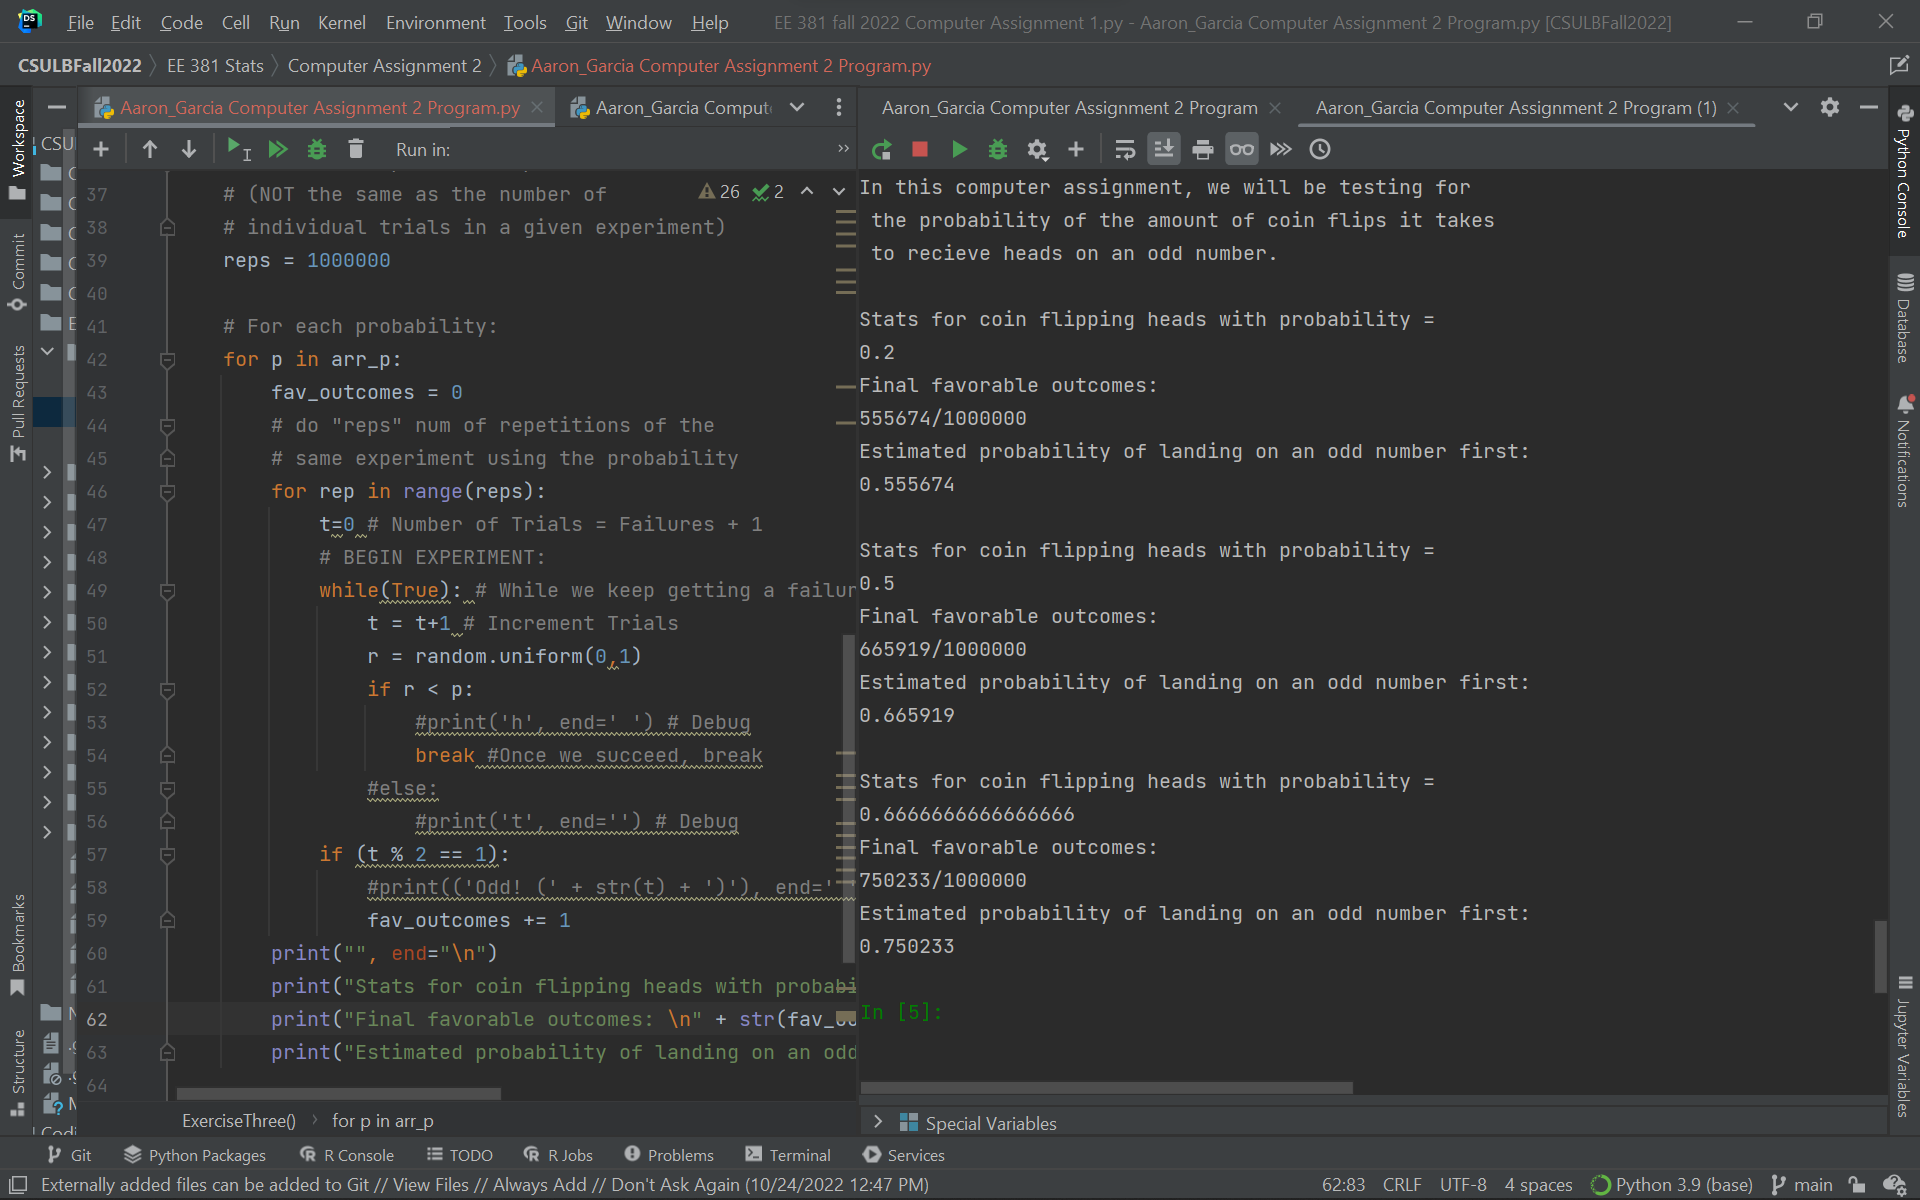 DS File Edit Code Cell Run Kernel Environment Tools Git Window Help EE 381 fall 2022 Computer Assignment 1.py - Aaron_Garcia Computer Assignment 2 Program.py [CSULBFall2022]
CSULBFall2022 EE 381 Stats Computer Assignment 2 Aaron_Garcia Computer Assignment 2 Program.py
Aaron_Garcia Computer Assignment 2 Program.py Aaron_Garcia Comput
Run in:
26 2
37 # (NOT the same as the number of
38 # individual trials in a given experiment)
39 reps = 1000000
40
41 # For each probability:
42 for p in arr_p:
43 fav_outcomes = 0
44 # do "reps" num of repetitions of the
45 # same experiment using the probability
46 for rep in range(reps):
47 t=0 # Number of Trials = Failures + 1
48 # BEGIN EXPERIMENT:
49 while(True): # While we keep getting a failur
50 t = t+1 # Increment Trials
51 r = random.uniform(0,1)
52 if r < p:
53 #print('h', end=' ') # Debug
54 break #Once we succeed, break
55 #else:
56 #print('t', end='') # Debug
57 if (t % 2 == 1):
58 #print(('Odd! (' + str(t) + ')'), end='
59 fav_outcomes += 1
60 print("", end="\n")
61 print("Stats for coin flipping heads with probabi
62 print("Final favorable outcomes: \n" + str(fav_ou
63 print("Estimated probability of landing on an odd
64
ExerciseThree() for p in arr_p
Aaron_Garcia Computer Assignment 2 Program Aaron_Garcia Computer Assignment 2 Program (1)
In this computer assignment, we will be testing for
the probability of the amount of coin flips it takes
to recieve heads on an odd number.
Stats for coin flipping heads with probability =
0.2
Final favorable outcomes:
555674/1000000
Estimated probability of landing on an odd number first:
0.555674
Stats for coin flipping heads with probability =
0.5
Final favorable outcomes:
665919/1000000
Estimated probability of landing on an odd number first:
0.665919
Stats for coin flipping heads with probability =
0.6666666666666666
Final favorable outcomes:
750233/1000000
Estimated probability of landing on an odd number first:
0.750233
In [5]:
Special Variables
Workspace
Commit
Pull Requests
Bookmarks
Structure
CSU
Python Console
Database
Notifications
Jupyter Variables
Git Python Packages R Console TODO R Jobs Problems Terminal Services
Externally added files can be added to Git // View Files // Always Add // Don't Ask Again (10/24/2022 12:47 PM) 62:83 CRLF UTF-8 4 spaces Python 3.9 (base) main